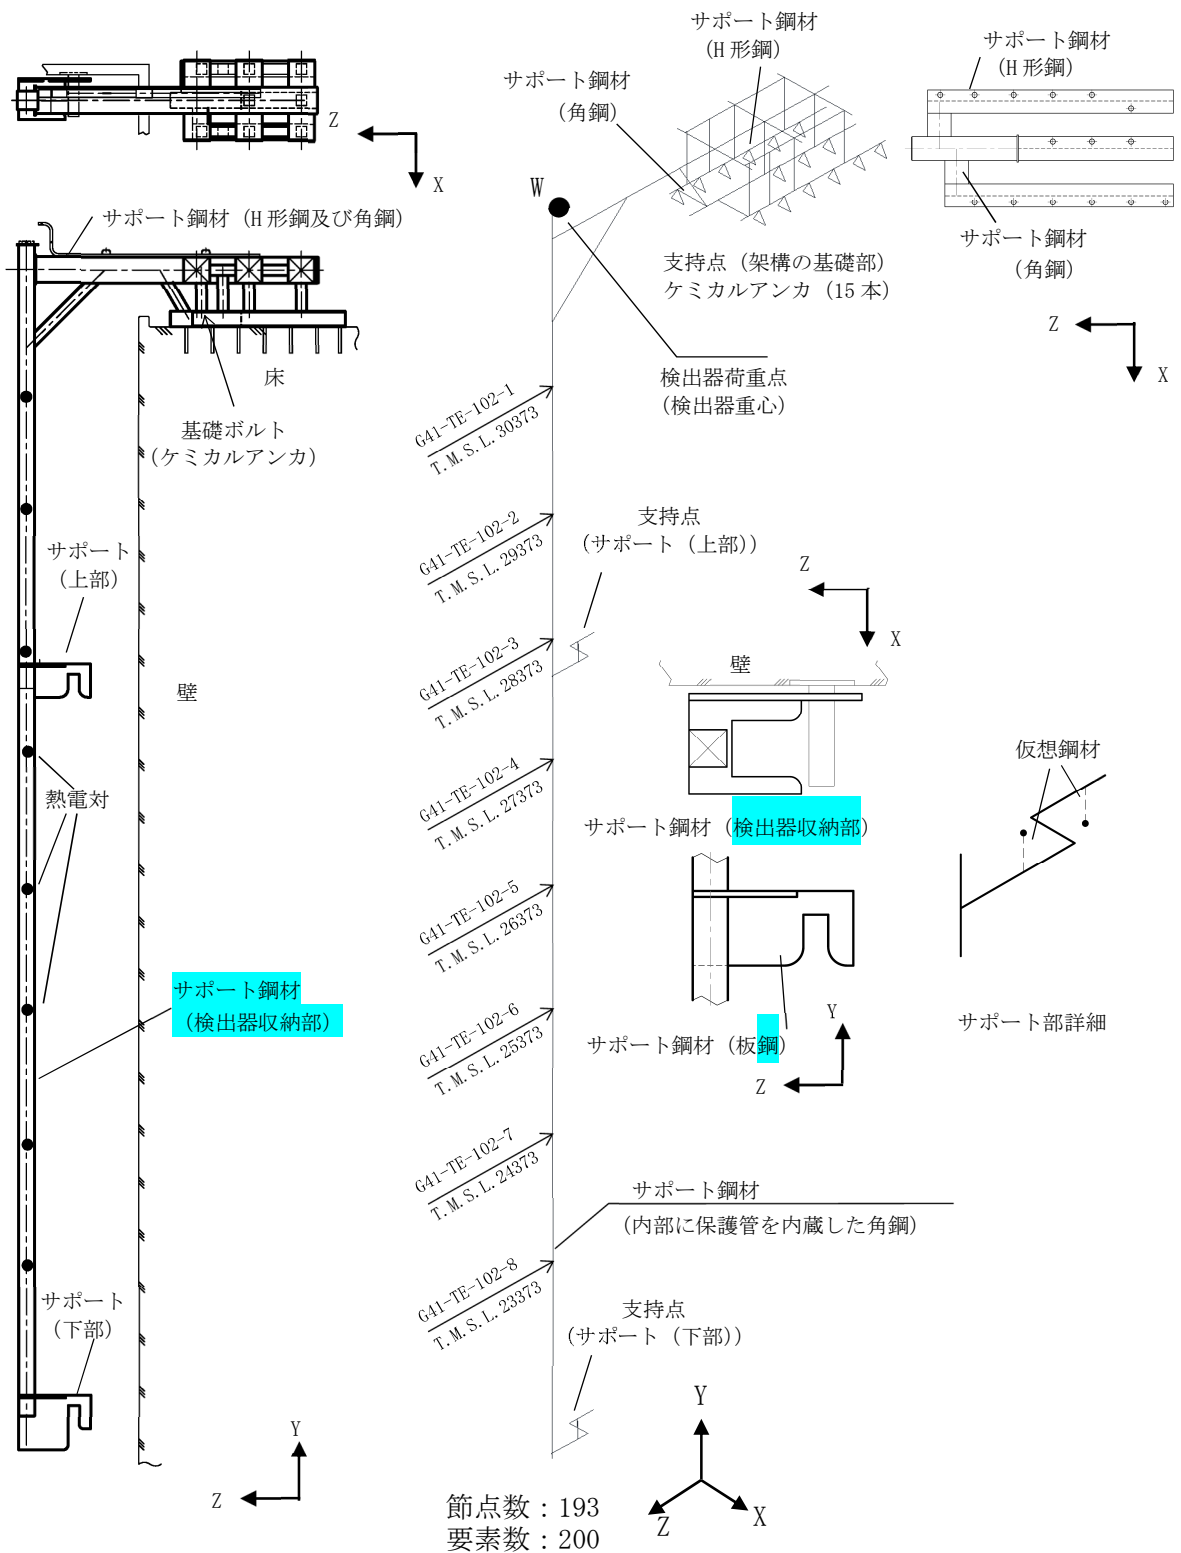 サポート鋼材
(H形鋼)
サポート鋼材
(角鋼)
サポート鋼材
(H形鋼)
Z
X
W
サポート鋼材 (H形鋼及び角鋼)
サポート鋼材
(角鋼)
支持点 (架構の基礎部)
ケミカルアンカ (15本)
Z
X
床
検出器荷重点
(検出器重心)
基礎ボルト
(ケミカルアンカ)
G41-TE-102-1
T.M.S.L.30373
G41-TE-102-2
T.M.S.L.29373
支持点
(サポート (上部))
サポート
(上部)
Z
X
G41-TE-102-3
T.M.S.L.28373
壁
壁
G41-TE-102-4
T.M.S.L.27373
熱電対
仮想鋼材
サポート鋼材 (検出器収納部)
G41-TE-102-5
T.M.S.L.26373
サポート鋼材
(検出器収納部)
G41-TE-102-6
T.M.S.L.25373
サポート鋼材 (板鋼)
Y
Z
サポート部詳細
G41-TE-102-7
T.M.S.L.24373
サポート鋼材
(内部に保護管を内蔵した角鋼)
G41-TE-102-8
T.M.S.L.23373
サポート
(下部)
支持点
(サポート (下部))
Y
Z
Y
Z
X
節点数：193
要素数：200